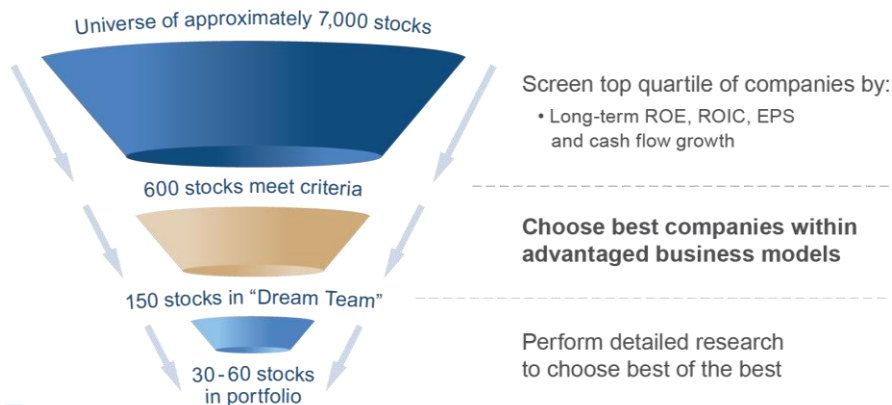 Universe of approximately 7,000 stocks
Screen top quartile of companies by:
• Long-term ROE, ROIC, EPS
and cash flow growth
600 stocks meet criteria
Choose best companies within
advantaged business models
150 stocks in “Dream Team”
Perform detailed research
to choose best of the best
30-60 stocks
in portfolio